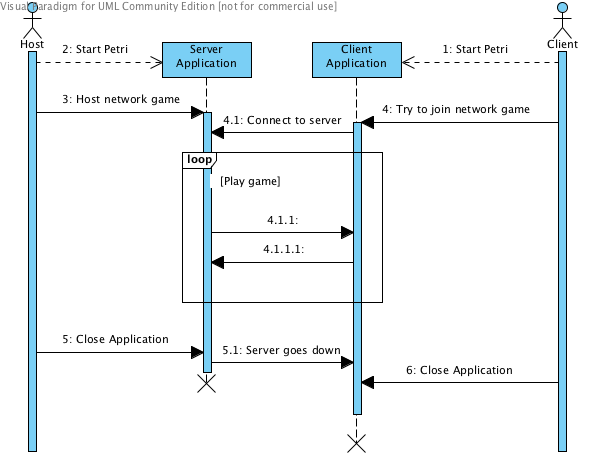 Visual Paradigm for UML Community Edition [not for commercial use]
Host
Client
2: Start Petri
Server
Application
Client
Application
1: Start Petri
3: Host network game
4: Try to join network game
4.1: Connect to server
loop
[Play game]
4.1.1:
4.1.1.1:
5: Close Application
5.1: Server goes down
6: Close Application